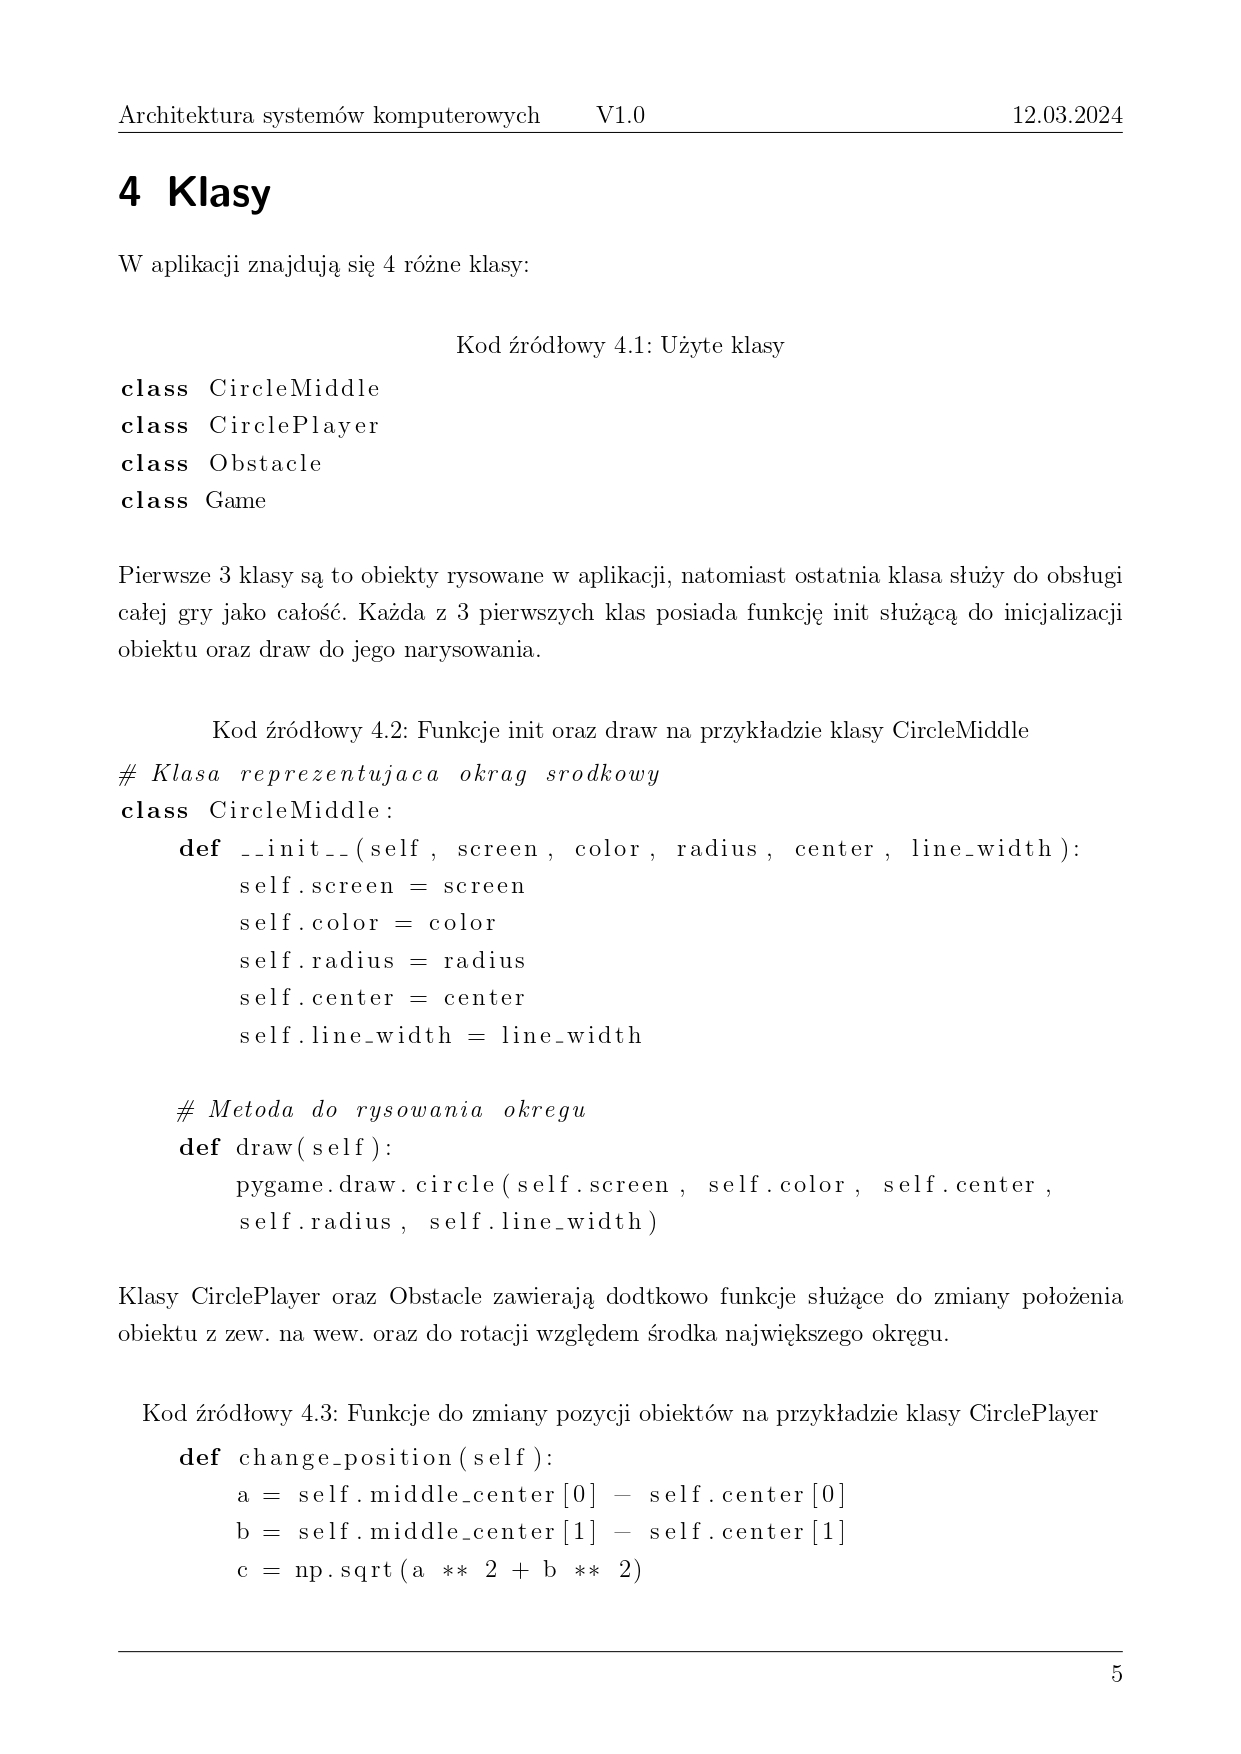 Architektura systemów komputerowych V1.0 12.03.2024
4 Klasy
W aplikacji znajdują się 4 różne klasy:
Kod źródłowy 4.1: Użyte klasy
class CircleMiddle
class CirclePlayer
class Obstacle
class Game
Pierwsze 3 klasy są to obiekty rysowane w aplikacji, natomiast ostatnia klasa służy do obsługi
całej gry jako całość. Każda z 3 pierwszych klas posiada funkcję init służącą do inicjalizacji
obiektu oraz draw do jego narysowania.
Kod źródłowy 4.2: Funkcje init oraz draw na przykładzie klasy CircleMiddle
# Klasa reprezentujaca okrag srodkowy
class CircleMiddle:
    def __init__(self, screen, color, radius, center, line_width):
        self.screen = screen
        self.color = color
        self.radius = radius
        self.center = center
        self.line_width = line_width
    # Metoda do rysowania okregu
    def draw(self):
        pygame.draw.circle(self.screen, self.color, self.center,
        self.radius, self.line_width)
Klasy CirclePlayer oraz Obstacle zawierają dodtkowo funkcje służące do zmiany położenia
obiektu z zew. na wew. oraz do rotacji względem środka największego okręgu.
Kod źródłowy 4.3: Funkcje do zmiany pozycji obiektów na przykładzie klasy CirclePlayer
    def change_position(self):
        a = self.middle_center[0] − self.center[0]
        b = self.middle_center[1] − self.center[1]
        c = np.sqrt(a ** 2 + b ** 2)
5